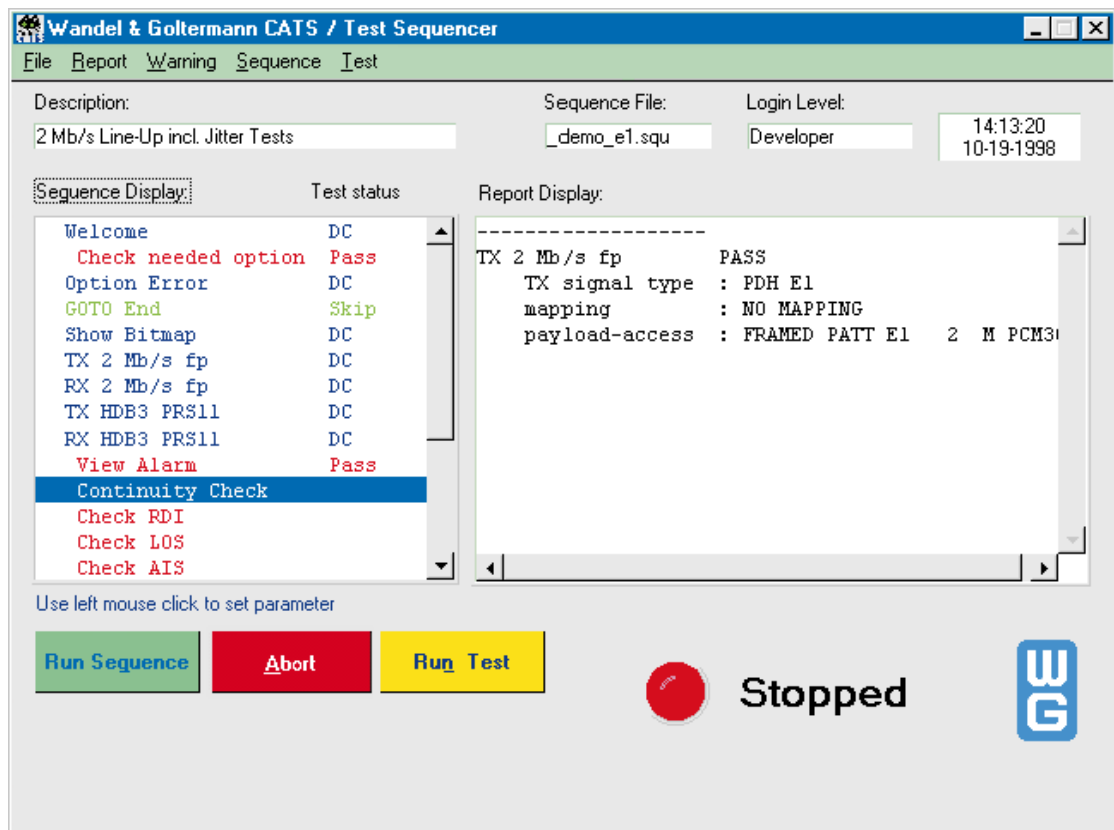 Wandel & Goltermann CATS / Test Sequencer
File Report Warning Sequence Test
Description: Sequence File: Login Level:
2 Mb/s Line-Up incl. Jitter Tests _demo_e1.squ Developer 14:13:20
10-19-1998
Sequence Display: Test status Report Display:
Welcome DC
Check needed option Pass
Option Error DC
GOTO End Skip
Show Bitmap DC
TX 2 Mb/s fp DC
RX 2 Mb/s fp DC
TX HDB3 PRS11 DC
RX HDB3 PRS11 DC
View Alarm Pass
Continuity Check
Check RDI
Check LOS
Check AIS
-------------------
TX 2 Mb/s fp PASS
TX signal type : PDH E1
mapping : NO MAPPING
payload-access : FRAMED PATT E1 2 M PCM30
Use left mouse click to set parameter
Run Sequence Abort Run Test
Stopped
WG